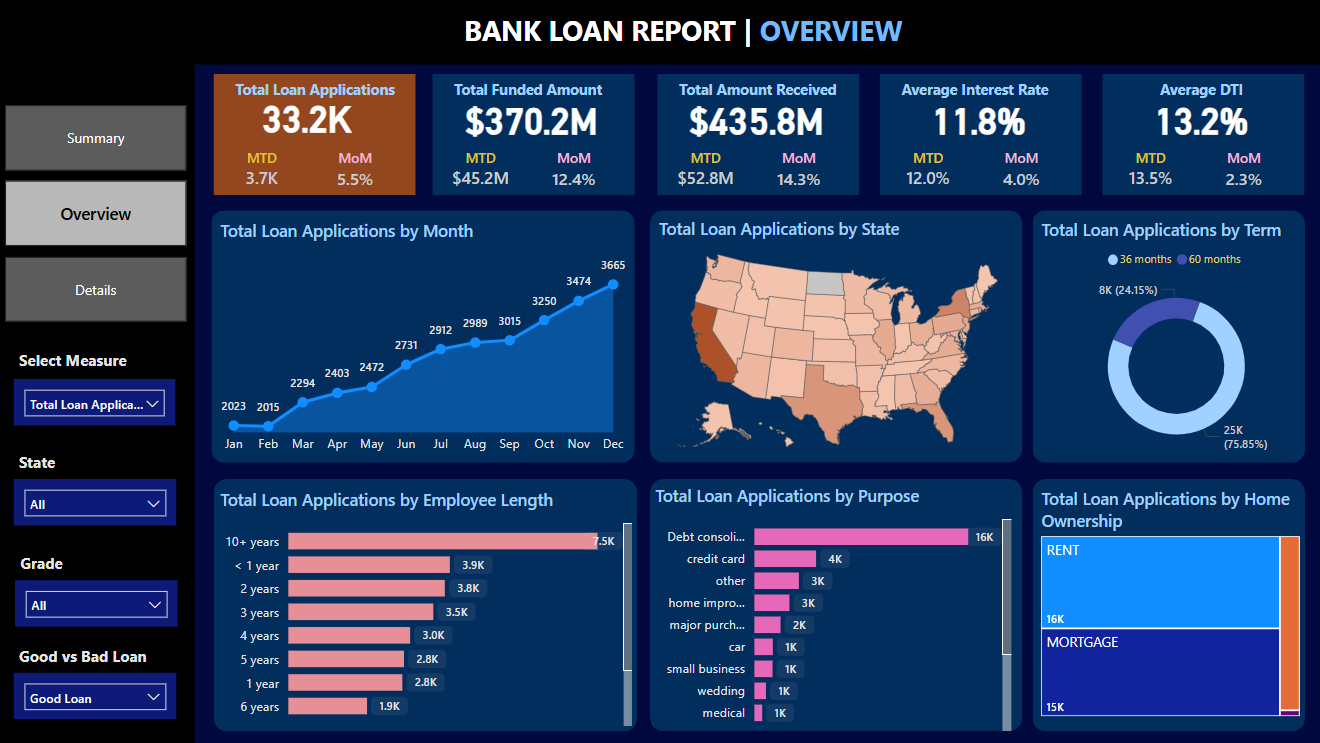 BANK LOAN REPORT | OVERVIEW
Summary
Overview
Details
Select Measure
Total Loan Applica...
State
All
Grade
All
Good vs Bad Loan
Good Loan
Total Loan Applications
33.2K
MTD MoM
3.7K 5.5%
Total Funded Amount
$370.2M
MTD MoM
$45.2M 12.4%
Total Amount Received
$435.8M
MTD MoM
$52.8M 14.3%
Average Interest Rate
11.8%
MTD MoM
12.0% 4.0%
Average DTI
13.2%
MTD MoM
13.5% 2.3%
Total Loan Applications by Month
2023 2015 2294 2403 2472 2731 2912 2989 3015 3250 3474 3665
Jan Feb Mar Apr May Jun Jul Aug Sep Oct Nov Dec
Total Loan Applications by State
Total Loan Applications by Term
36 months 60 months
8K (24.15%)
25K
(75.85%)
Total Loan Applications by Employee Length
10+ years 7.5K
< 1 year 3.9K
2 years 3.8K
3 years 3.5K
4 years 3.0K
5 years 2.8K
1 year 2.8K
6 years 1.9K
Total Loan Applications by Purpose
Debt consoli... 16K
credit card 4K
other 3K
home impro... 3K
major purch... 2K
car 1K
small business 1K
wedding 1K
medical 1K
Total Loan Applications by Home
Ownership
RENT
16K
MORTGAGE
15K